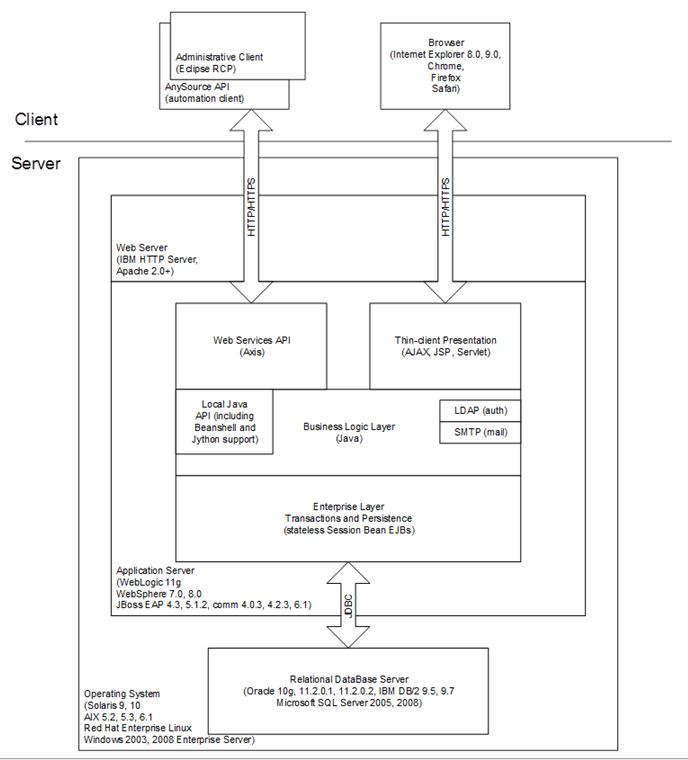 Administrative Client
(Eclipse RCP)
AnySource API
(automation client)
Browser
(Internet Explorer 8.0, 9.0,
Chrome,
Firefox
Safari)
Client
Server
HTTP/HTTPS
HTTP/HTTPS
Web Server
(IBM HTTP Server,
Apache 2.0+)
Web Services API
(Axis)
Thin-client Presentation
(AJAX, JSP, Servlet)
Local Java
API (including
Beanshell and
Jython support)
Business Logic Layer
(Java)
LDAP (auth)
SMTP (mail)
Enterprise Layer
Transactions and Persistence
(stateless Session Bean EJBs)
Application Server
(WebLogic 11g
WebSphere 7.0, 8.0
JBoss EAP 4.3, 5.1.2, comm 4.0.3, 4.2.3, 6.1)
JDBC
Relational DataBase Server
(Oracle 10g, 11.2.0.1, 11.2.0.2, IBM DB/2 9.5, 9.7
Microsoft SQL Server 2005, 2008)
Operating System
(Solaris 9, 10
AIX 5.2, 5.3, 6.1
Red Hat Enterprise Linux
Windows 2003, 2008 Enterprise Server)